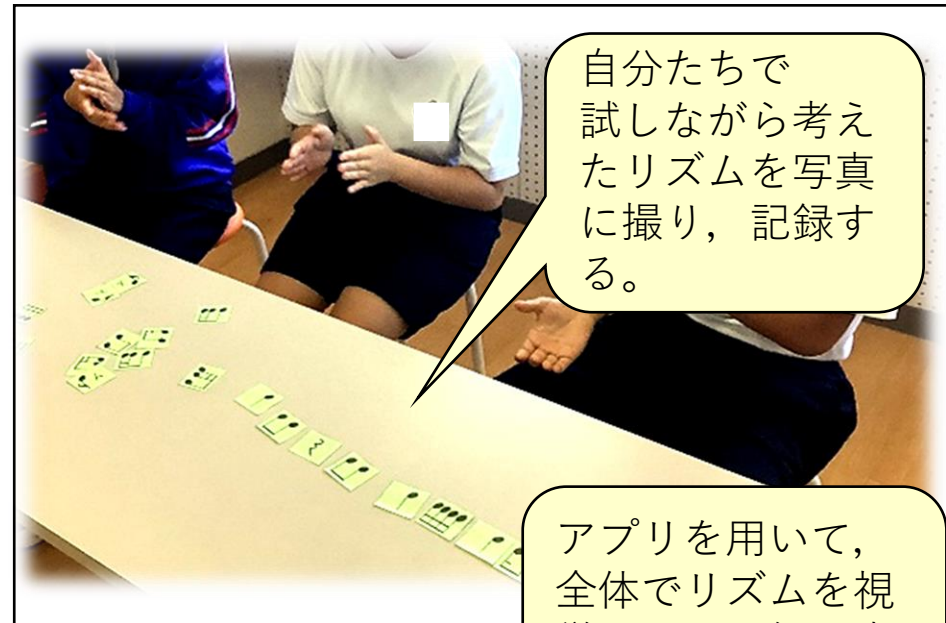 自分たちで
試しながら考え
たリズムを写真
に撮り，記録す
る。
アプリを用いて，
全体でリズムを視